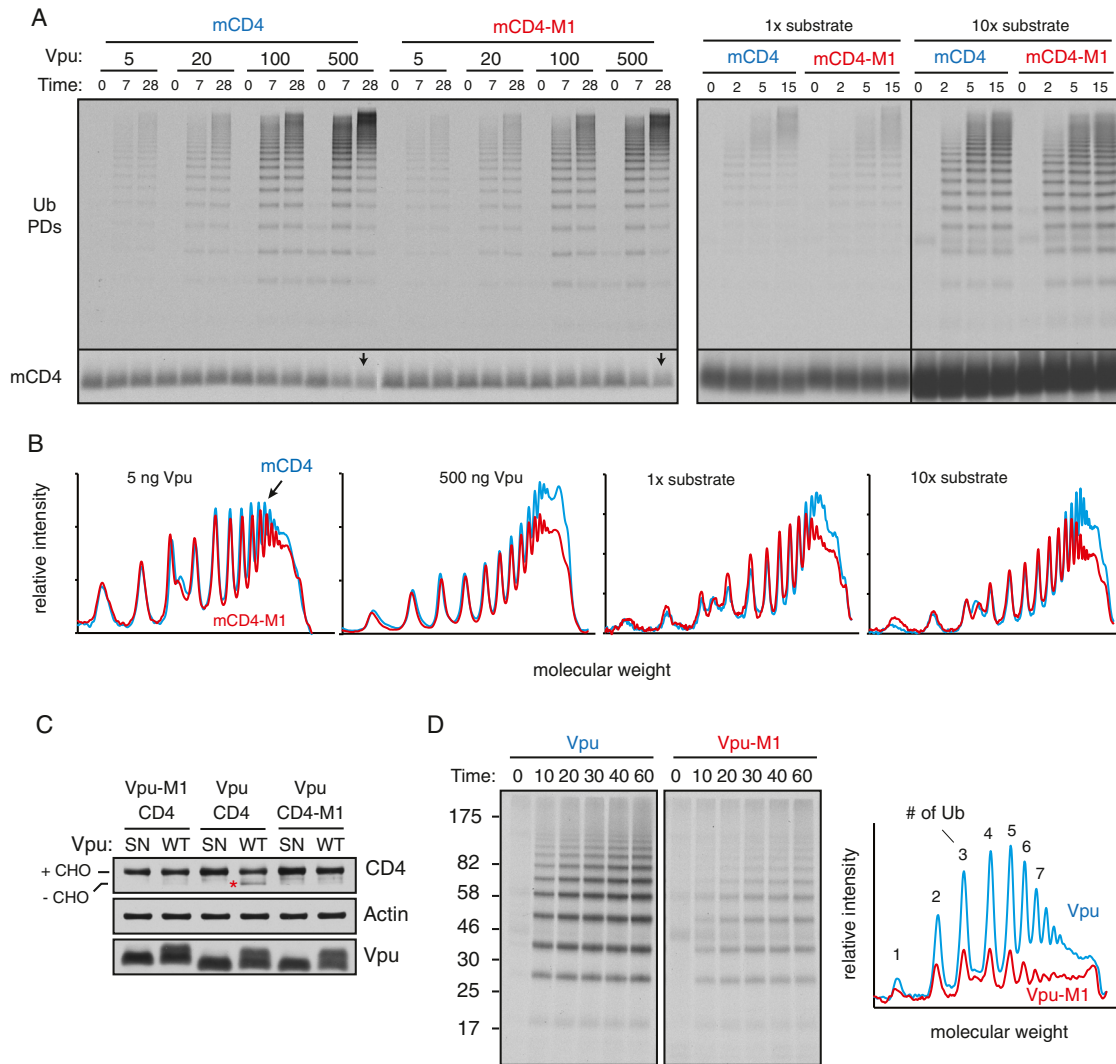 A
mCD4 mCD4-M1
Vpu: 5 20 100 500 5 20 100 500
Time: 0 7 28 0 7 28 0 7 28 0 7 28 0 7 28 0 7 28 0 7 28 0 7 28
Ub
PDs
mCD4
1x substrate 10x substrate
mCD4 mCD4-M1 mCD4 mCD4-M1
0 2 5 15 0 2 5 15 0 2 5 15 0 2 5 15
B
relative intensity
5 ng Vpu
mCD4
mCD4-M1
500 ng Vpu
1x substrate
10x substrate
molecular weight
C
Vpu-M1 Vpu Vpu
CD4 CD4 CD4-M1
Vpu: SN WT SN WT SN WT
+ CHO
- CHO
*
CD4
Actin
Vpu
D
Vpu Vpu-M1
Time: 0 10 20 30 40 60 0 10 20 30 40 60
175
82
58
46
30
25
17
relative intensity
# of Ub
1 2 3 4 5 6 7
Vpu
Vpu-M1
molecular weight